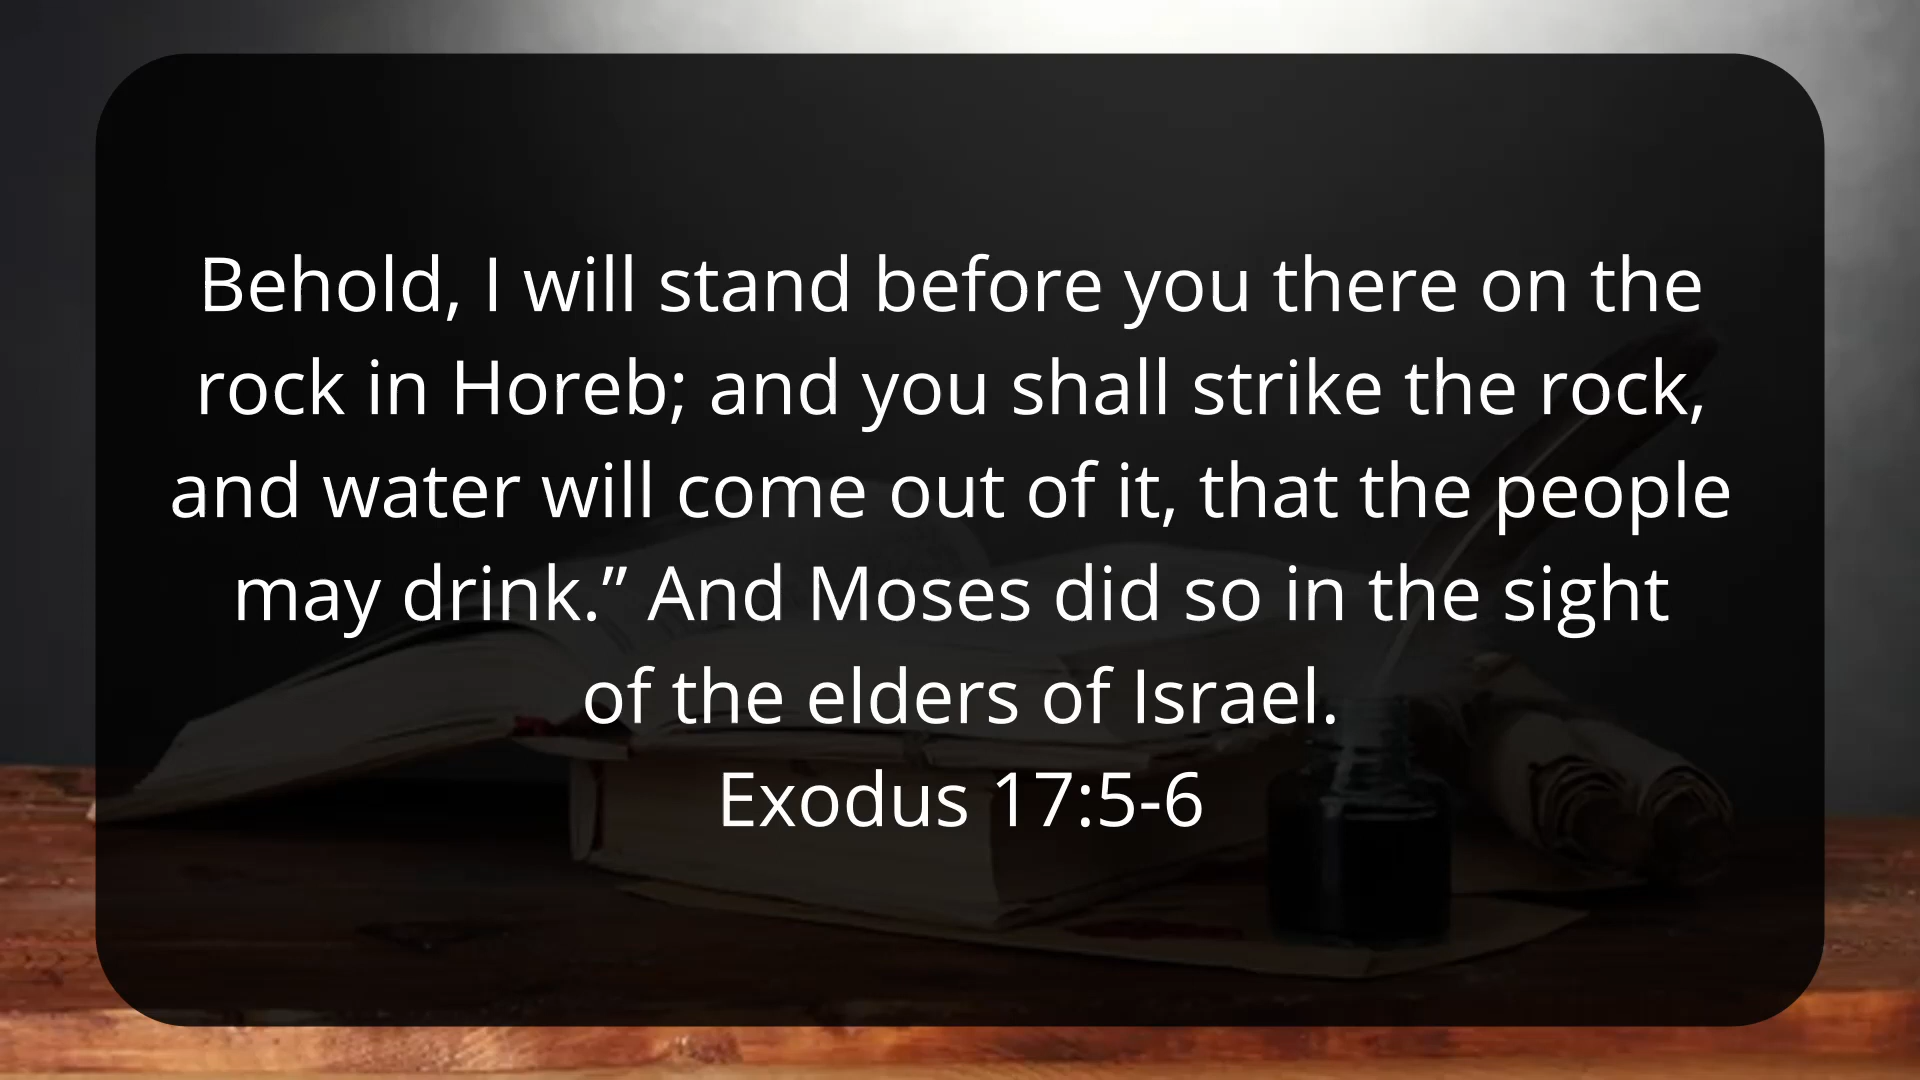 Behold, I will stand before you there on the
rock in Horeb; and you shall strike the rock,
and water will come out of it, that the people
may drink.” And Moses did so in the sight
of the elders of Israel.
Exodus 17:5-6